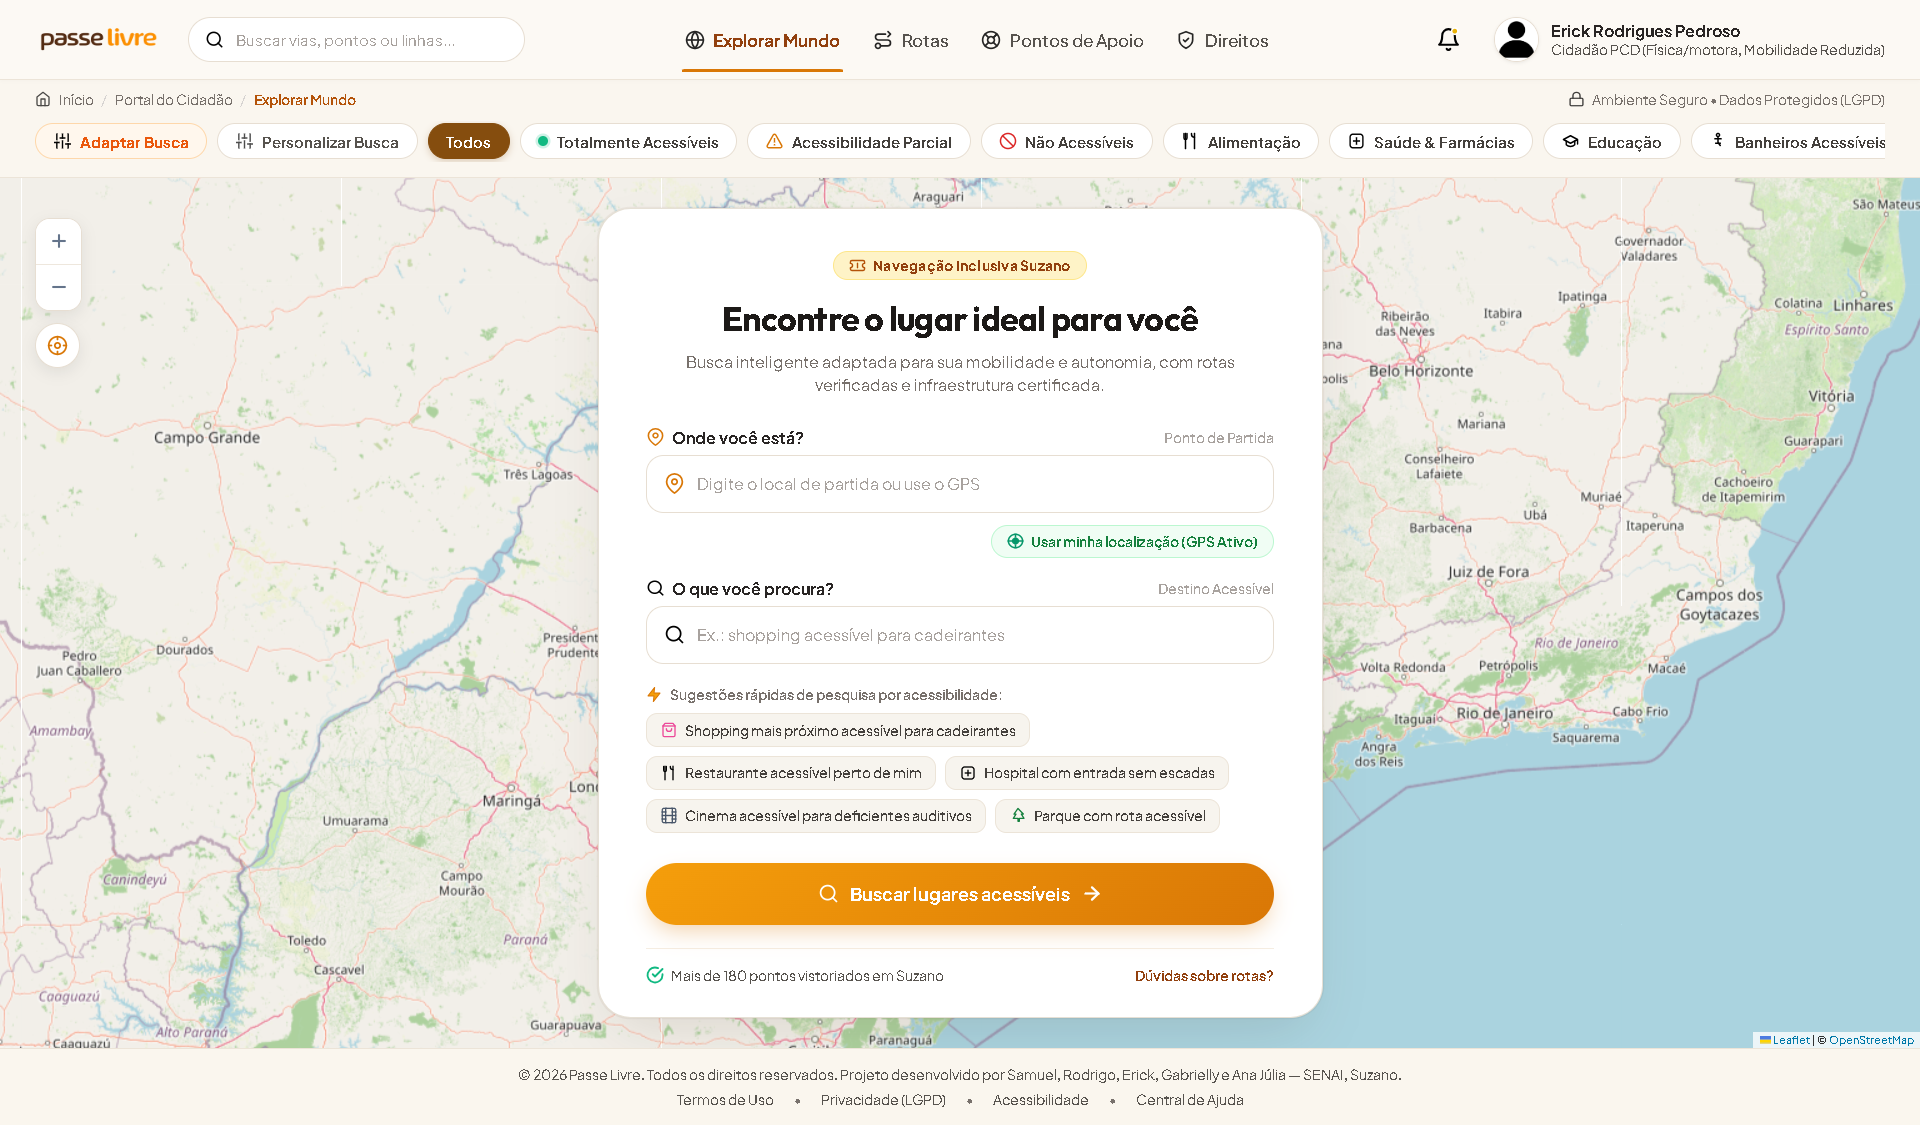 passe livre
Buscar vias, pontos ou linhas...
Explorar Mundo
Rotas
Pontos de Apoio
Direitos
Erick Rodrigues Pedroso
Cidadão PCD (Física/motora, Mobilidade Reduzida)
Início / Portal do Cidadão / Explorar Mundo
Ambiente Seguro • Dados Protegidos (LGPD)
Adaptar Busca
Personalizar Busca
Todos
Totalmente Acessíveis
Acessibilidade Parcial
Não Acessíveis
Alimentação
Saúde & Farmácias
Educação
Banheiros Acessíveis
+
−
Navegação Inclusiva Suzano
Encontre o lugar ideal para você
Busca inteligente adaptada para sua mobilidade e autonomia, com rotas
verificadas e infraestrutura certificada.
Onde você está?
Ponto de Partida
Digite o local de partida ou use o GPS
Usar minha localização (GPS Ativo)
O que você procura?
Destino Acessível
Ex.: shopping acessível para cadeirantes
Sugestões rápidas de pesquisa por acessibilidade:
Shopping mais próximo acessível para cadeirantes
Restaurante acessível perto de mim
Hospital com entrada sem escadas
Cinema acessível para deficientes auditivos
Parque com rota acessível
Buscar lugares acessíveis
Mais de 180 pontos vistoriados em Suzano
Dúvidas sobre rotas?
Araguari
São Mateus
Governador
Valadares
Ipatinga
Colatina
Linhares
Ribeirão
das Neves
Itabira
Espírito Santo
Belo Horizonte
Vitória
Mariana
Guarapari
Conselheiro
Lafaiete
Cachoeiro
de Itapemirim
Muriaé
Ubá
Barbacena
Itaperuna
Juiz de Fora
Campos dos
Goytacazes
Rio de Janeiro
Volta Redonda
Petrópolis
Macaé
Itaguaí
Rio de Janeiro
Cabo Frio
Saquarema
Angra
dos Reis
Campo Grande
Três Lagoas
Dourados
Pedro
Juan Caballero
President
Prudente
Amambay
Maringá
Lon
Umuarama
Canindeyú
Campo
Mourão
Toledo
Paraná
Cascavel
Caaguazú
Alto Paraná
Guarapuava
Caaguazú
Paranaguá
Leaflet | © OpenStreetMap
© 2026 Passe Livre. Todos os direitos reservados. Projeto desenvolvido por Samuel, Rodrigo, Erick, Gabrielly e Ana Júlia — SENAI, Suzano.
Termos de Uso • Privacidade (LGPD) • Acessibilidade • Central de Ajuda